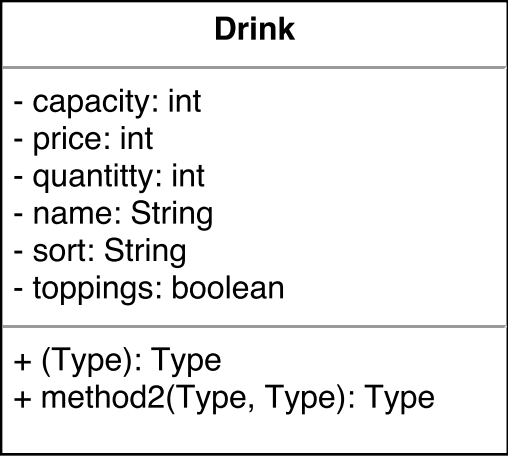 Drink
- capacity: int
- price: int
- quantitty: int
- name: String
- sort: String
- toppings: boolean
+ (Type): Type
+ method2(Type, Type): Type